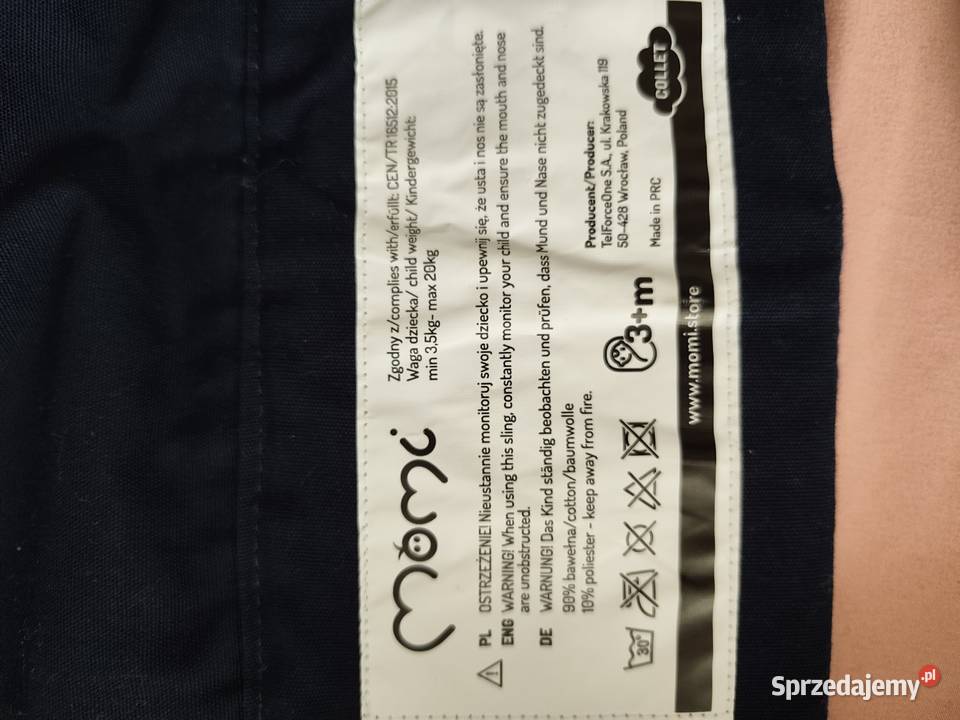 momi
Zgodny z/complies with/erfüllt: CEN/TR 16512:2015
Waga dziecka/ child weight/ Kindergewicht:
min 3,5kg- max 20kg
PL OSTRZEŻENIE! Nieustannie monitoruj swoje dziecko i upewnij się, że usta i nos nie są zasłonięte.
ENG WARNING! When using this sling, constantly monitor your child and ensure the mouth and nose
are unobstructed.
DE WARNUNG! Das Kind ständig beobachten und prüfen, dass Mund und Nase nicht zugedeckt sind.
90% bawełna/cotton/baumwolle
10% poliester - keep away from fire.
30°
3+m
Producent/Producer:
TelForceOne S.A., ul. Krakowska 119
50-428 Wrocław, Poland
Made in PRC
COLLET
www.momi.store
Sprzedajemy.pl